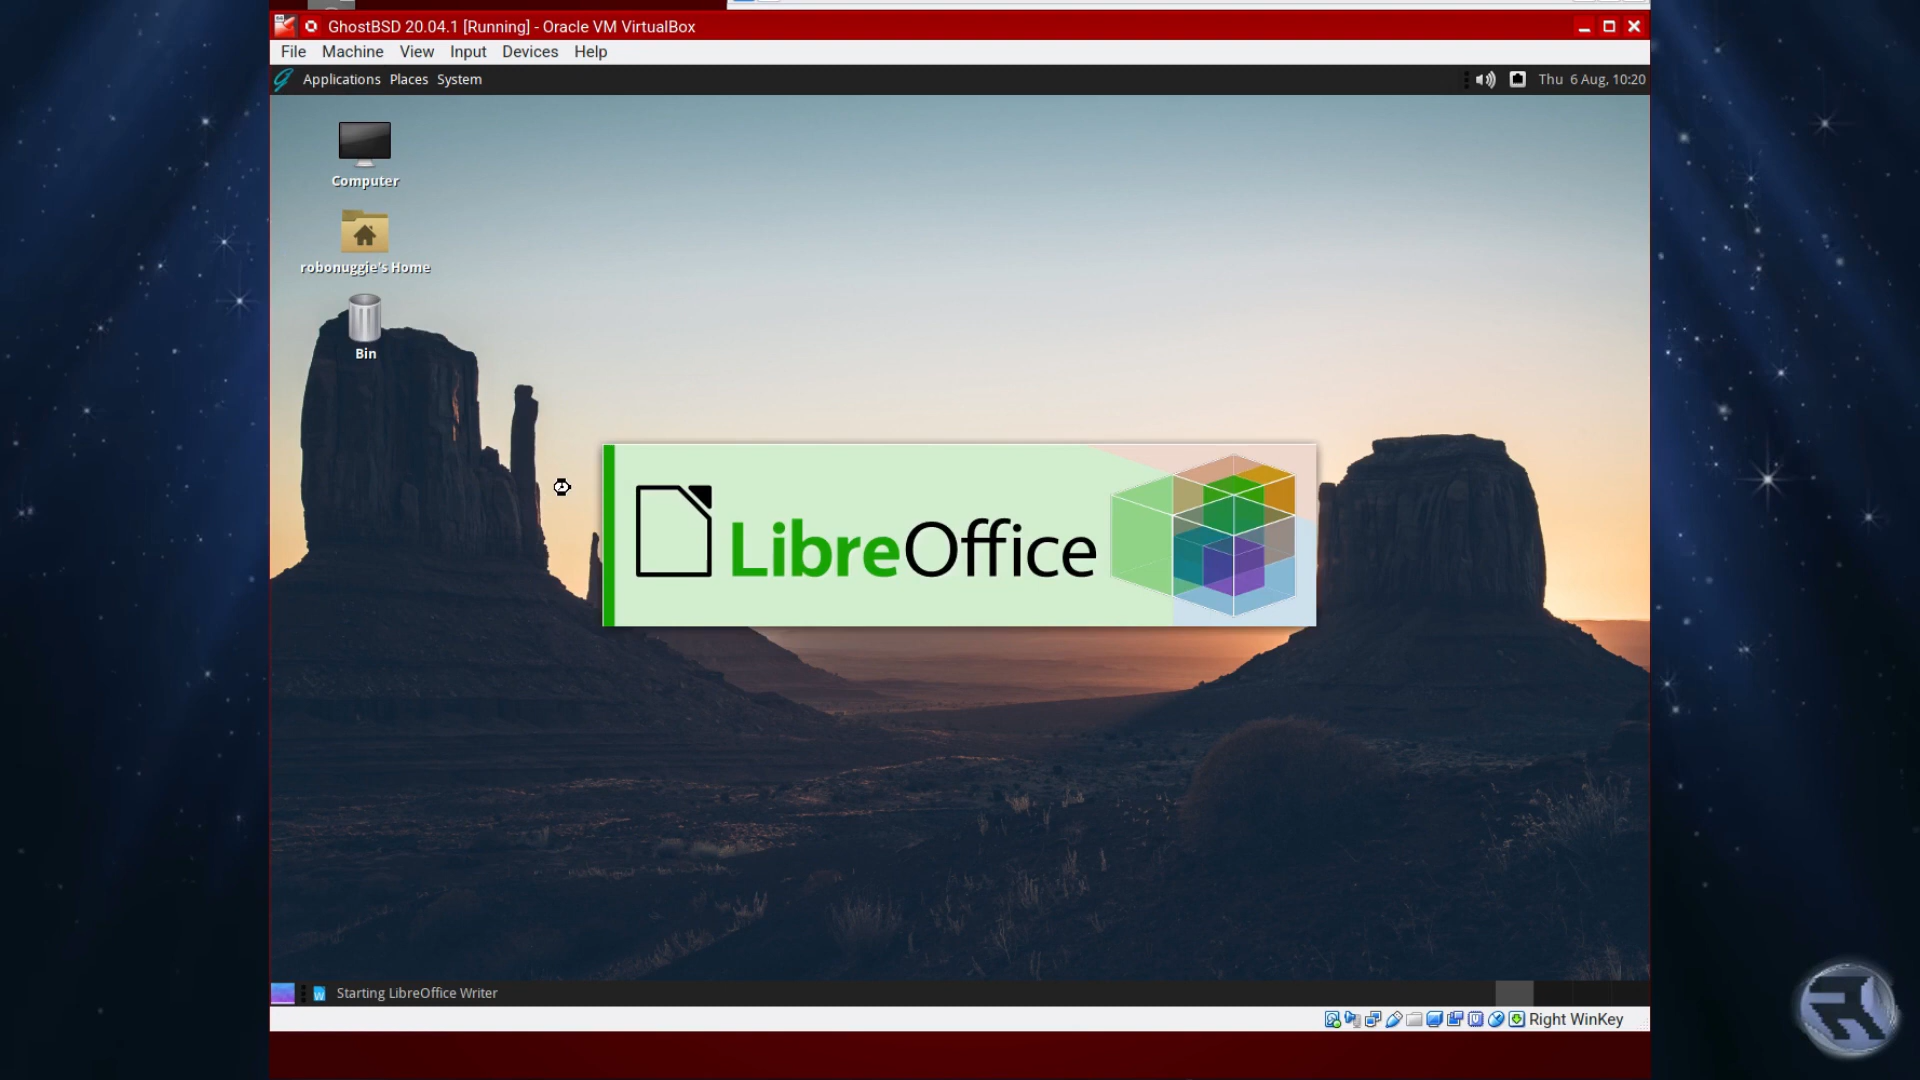 GhostBSD 20.04.1 [Running] - Oracle VM VirtualBox
File Machine View Input Devices Help
Applications Places System
Thu 6 Aug, 10:20
Computer
robonuggie's Home
Bin
LibreOffice
W
Starting LibreOffice Writer
Right WinKey